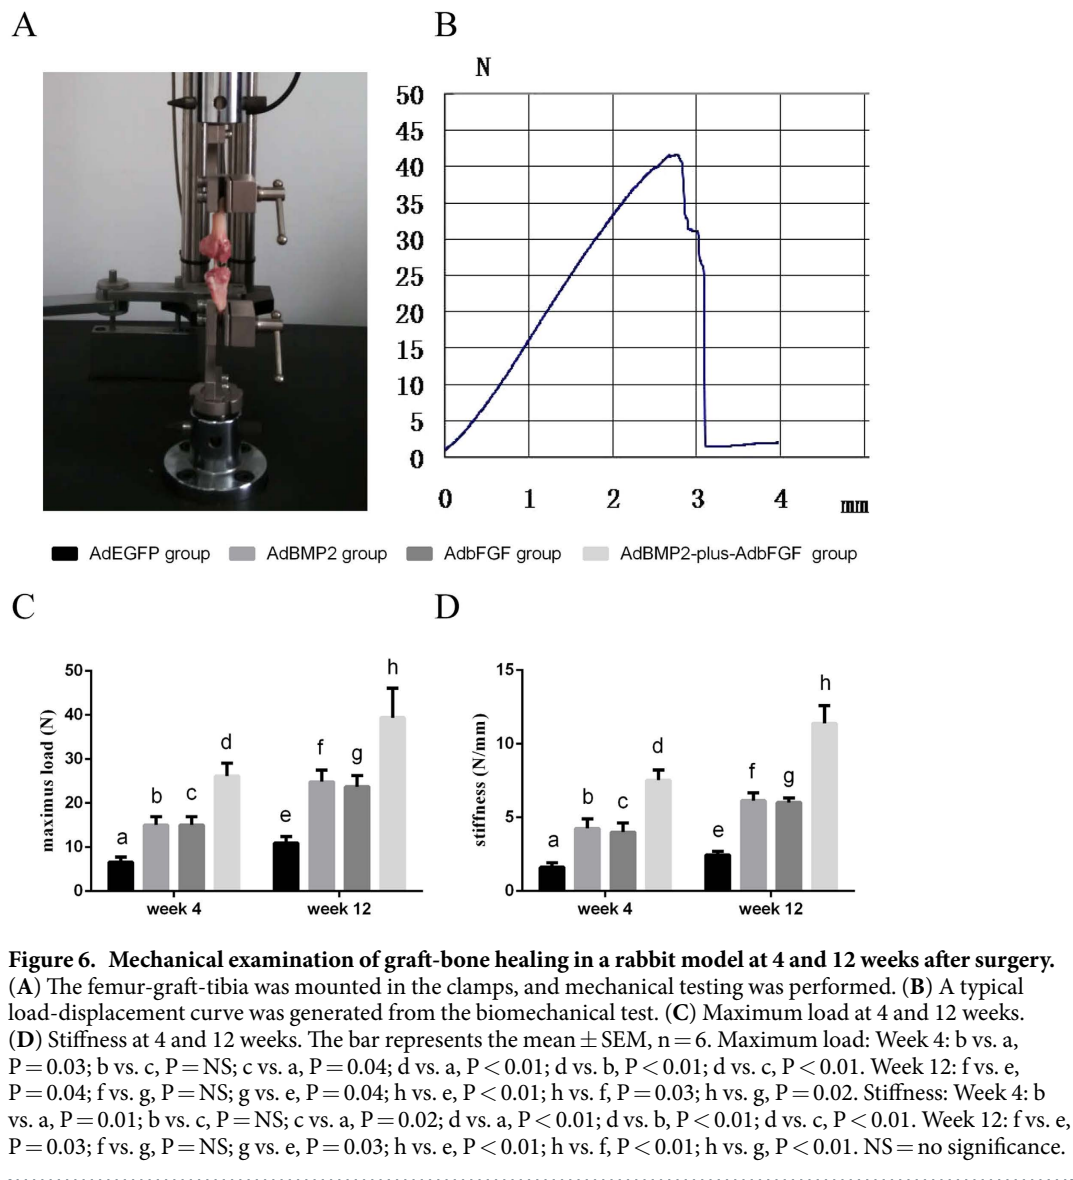 A
B
N
50
45
40
35
30
25
20
15
10
5
0
0 1 2 3 4 mm
AdEGFP group AdBMP2 group AdbFGF group AdBMP2-plus-AdbFGF group
C
D
maximus load (N)
50
40
30
20
10
0
a b c d e f g h
week 4 week 12
stiffness (N/mm)
15
10
5
0
a b c d e f g h
week 4 week 12
Figure 6. Mechanical examination of graft-bone healing in a rabbit model at 4 and 12 weeks after surgery.
(A) The femur-graft-tibia was mounted in the clamps, and mechanical testing was performed. (B) A typical
load-displacement curve was generated from the biomechanical test. (C) Maximum load at 4 and 12 weeks.
(D) Stiffness at 4 and 12 weeks. The bar represents the mean ± SEM, n = 6. Maximum load: Week 4: b vs. a,
P = 0.03; b vs. c, P = NS; c vs. a, P = 0.04; d vs. a, P < 0.01; d vs. b, P < 0.01; d vs. c, P < 0.01. Week 12: f vs. e,
P = 0.04; f vs. g, P = NS; g vs. e, P = 0.04; h vs. e, P < 0.01; h vs. f, P = 0.03; h vs. g, P = 0.02. Stiffness: Week 4: b
vs. a, P = 0.01; b vs. c, P = NS; c vs. a, P = 0.02; d vs. a, P < 0.01; d vs. b, P < 0.01; d vs. c, P < 0.01. Week 12: f vs. e,
P = 0.03; f vs. g, P = NS; g vs. e, P = 0.03; h vs. e, P < 0.01; h vs. f, P < 0.01; h vs. g, P < 0.01. NS = no significance.